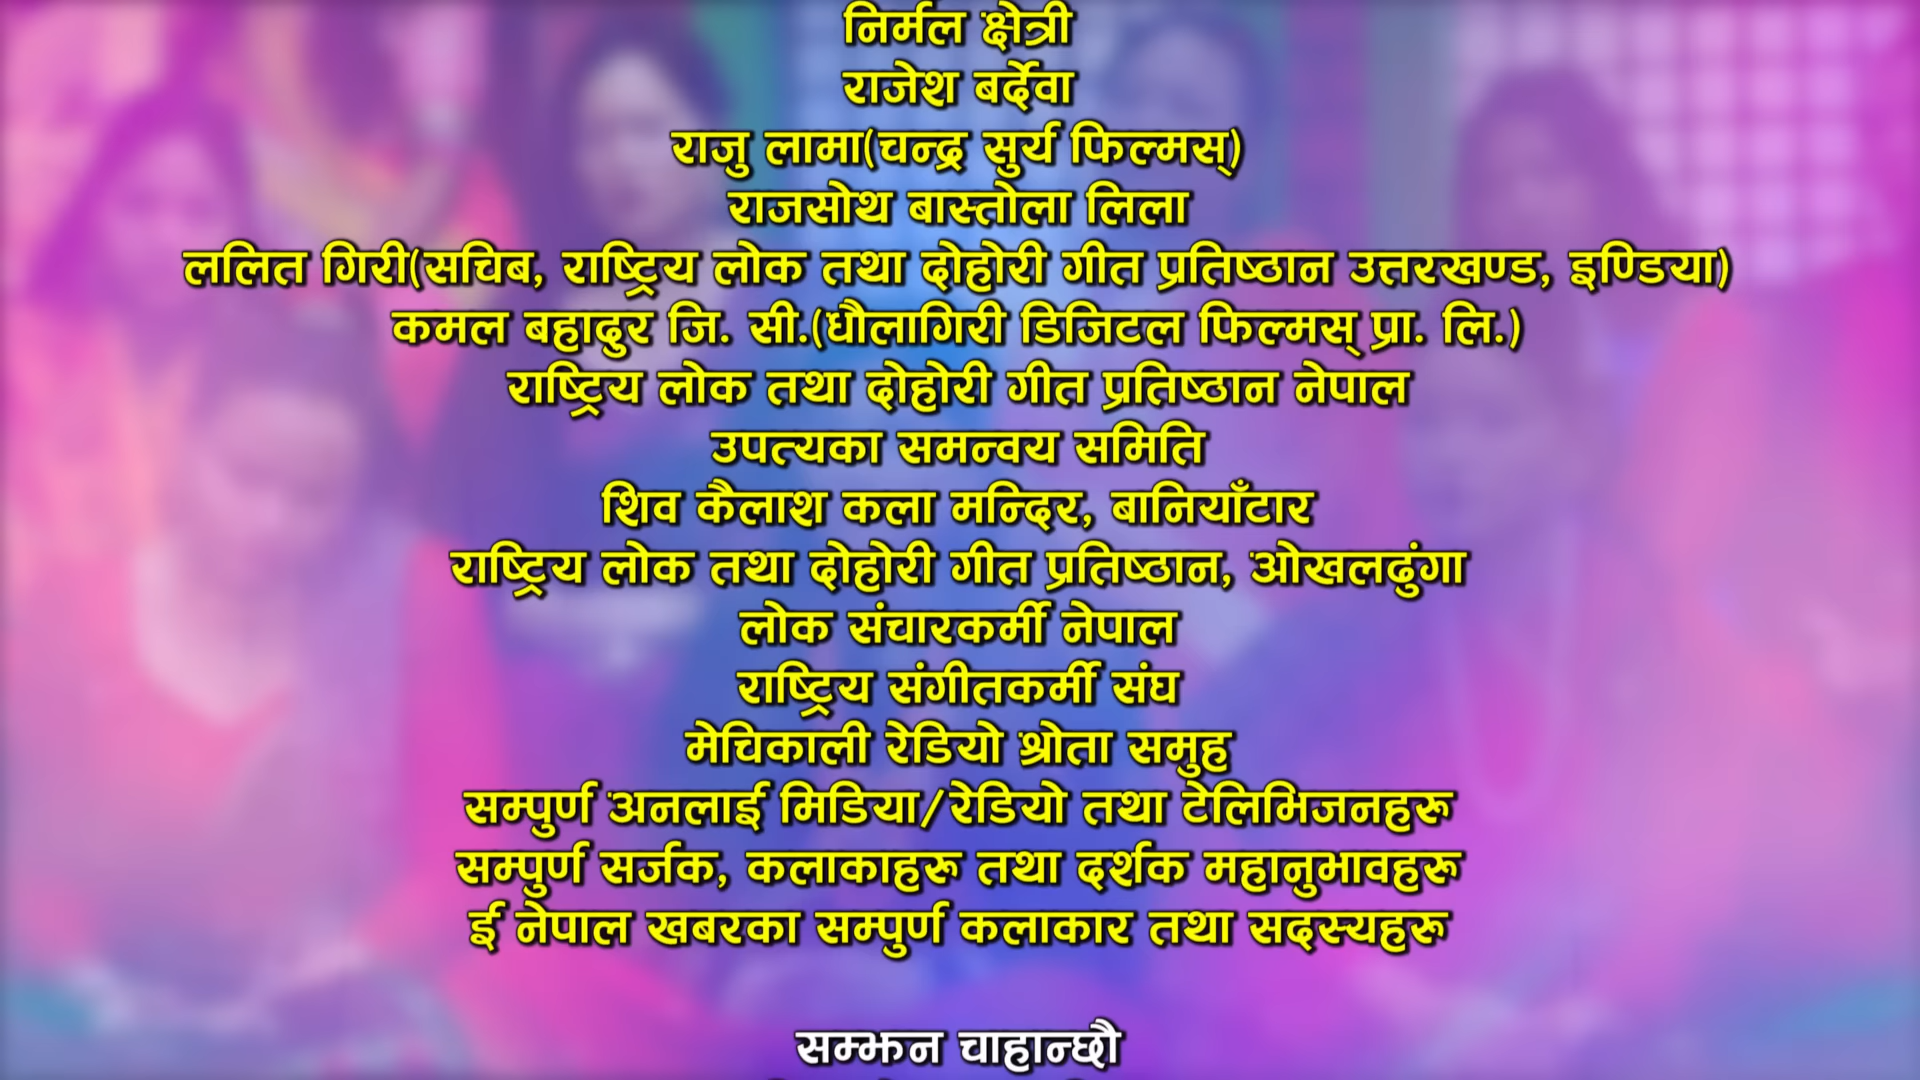 निर्मल क्षेत्री
राजेश बर्देवा
राजु लामा(चन्द्र सुर्य फिल्मस्)
राजसोथ बास्तोला लिला
ललित गिरी(सचिब, राष्ट्रिय लोक तथा दोहोरी गीत प्रतिष्ठान उत्तरखण्ड, इण्डिया)
कमल बहादुर जि. सी.(धौलागिरी डिजिटल फिल्मस् प्रा. लि.)
राष्ट्रिय लोक तथा दोहोरी गीत प्रतिष्ठान नेपाल
उपत्यका समन्वय समिति
शिव कैलाश कला मन्दिर, बानियाँटार
राष्ट्रिय लोक तथा दोहोरी गीत प्रतिष्ठान, ओखलढुंगा
लोक संचारकर्मी नेपाल
राष्ट्रिय संगीतकर्मी संघ
मेचिकाली रेडियो श्रोता समुह
सम्पुर्ण अनलाई मिडिया/रेडियो तथा टेलिभिजनहरू
सम्पुर्ण सर्जक, कलाकाहरू तथा दर्शक महानुभावहरू
ई नेपाल खबरका सम्पुर्ण कलाकार तथा सदस्यहरू
सम्झन चाहान्छौ